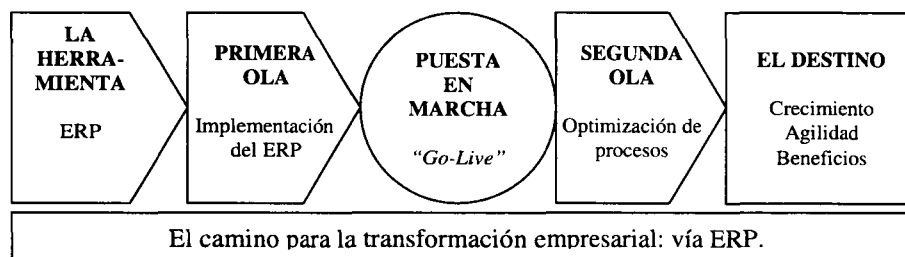 LA
HERRA-
MIENTA
ERP
PRIMERA
OLA
Implementación
del ERP
PUESTA
EN
MARCHA
“Go-Live”
SEGUNDA
OLA
Optimización de
procesos
EL DESTINO
Crecimiento
Agilidad
Beneficios
El camino para la transformación empresarial: vía ERP.